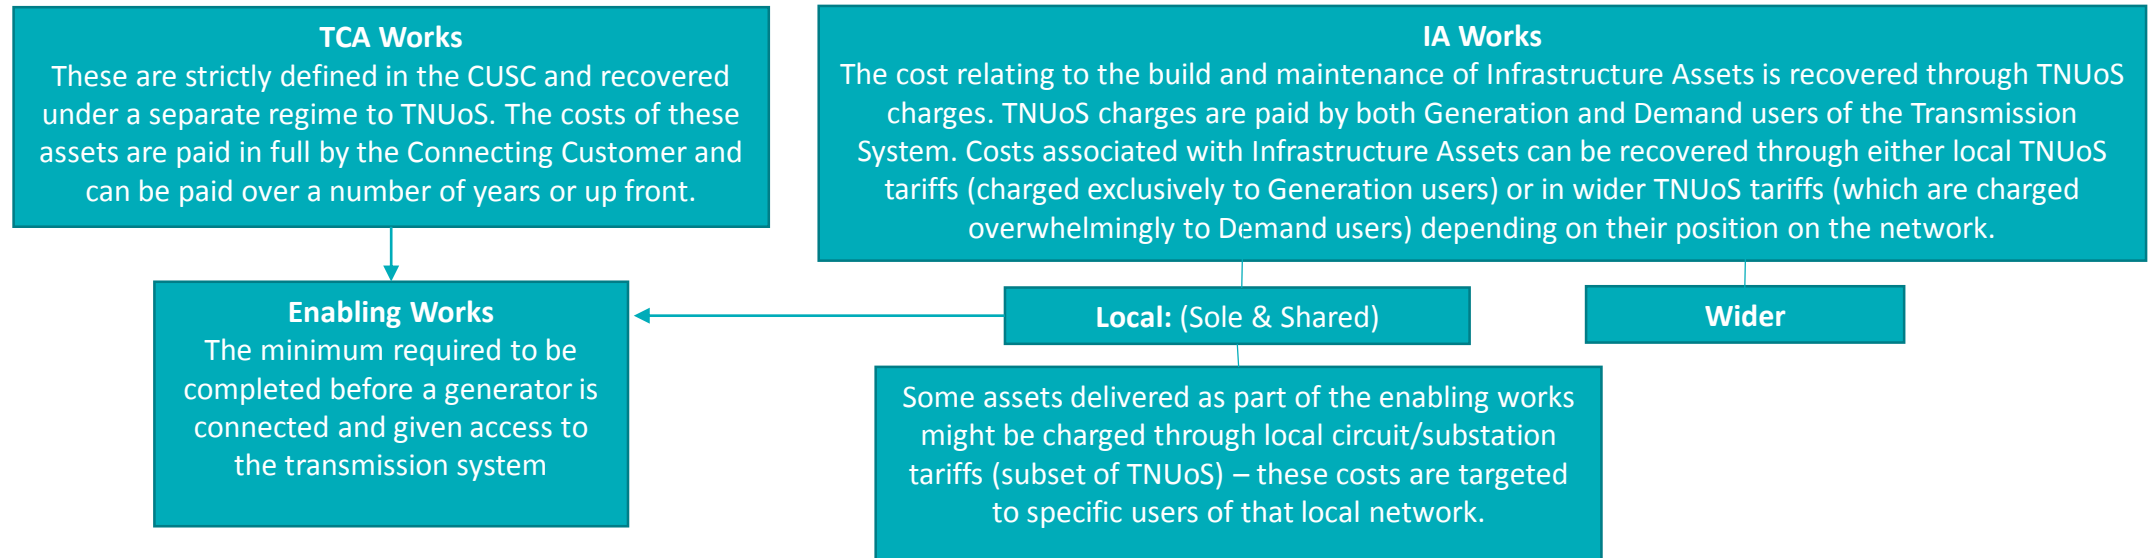 TCA Works
These are strictly defined in the CUSC and recovered
under a separate regime to TNUoS. The costs of these
assets are paid in full by the Connecting Customer and
can be paid over a number of years or up front.
IA Works
The cost relating to the build and maintenance of Infrastructure Assets is recovered through TNUoS
charges. TNUoS charges are paid by both Generation and Demand users of the Transmission
System. Costs associated with Infrastructure Assets can be recovered through either local TNUoS
tariffs (charged exclusively to Generation users) or in wider TNUoS tariffs (which are charged
overwhelmingly to Demand users) depending on their position on the network.
Enabling Works
The minimum required to be
completed before a generator is
connected and given access to
the transmission system
Local: (Sole & Shared)
Wider
Some assets delivered as part of the enabling works
might be charged through local circuit/substation
tariffs (subset of TNUoS) – these costs are targeted
to specific users of that local network.